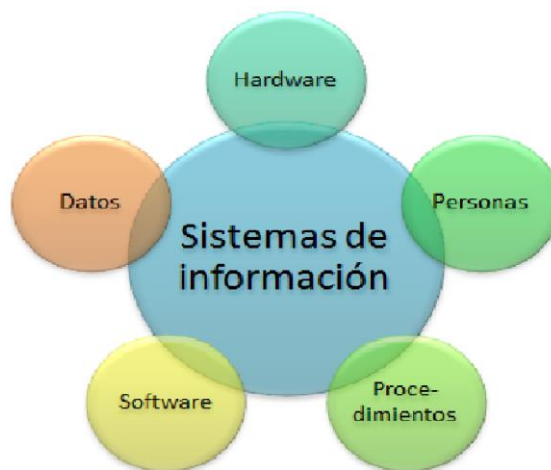 Hardware
Datos
Personas
Sistemas de
información
Software
Proce-
dimientos